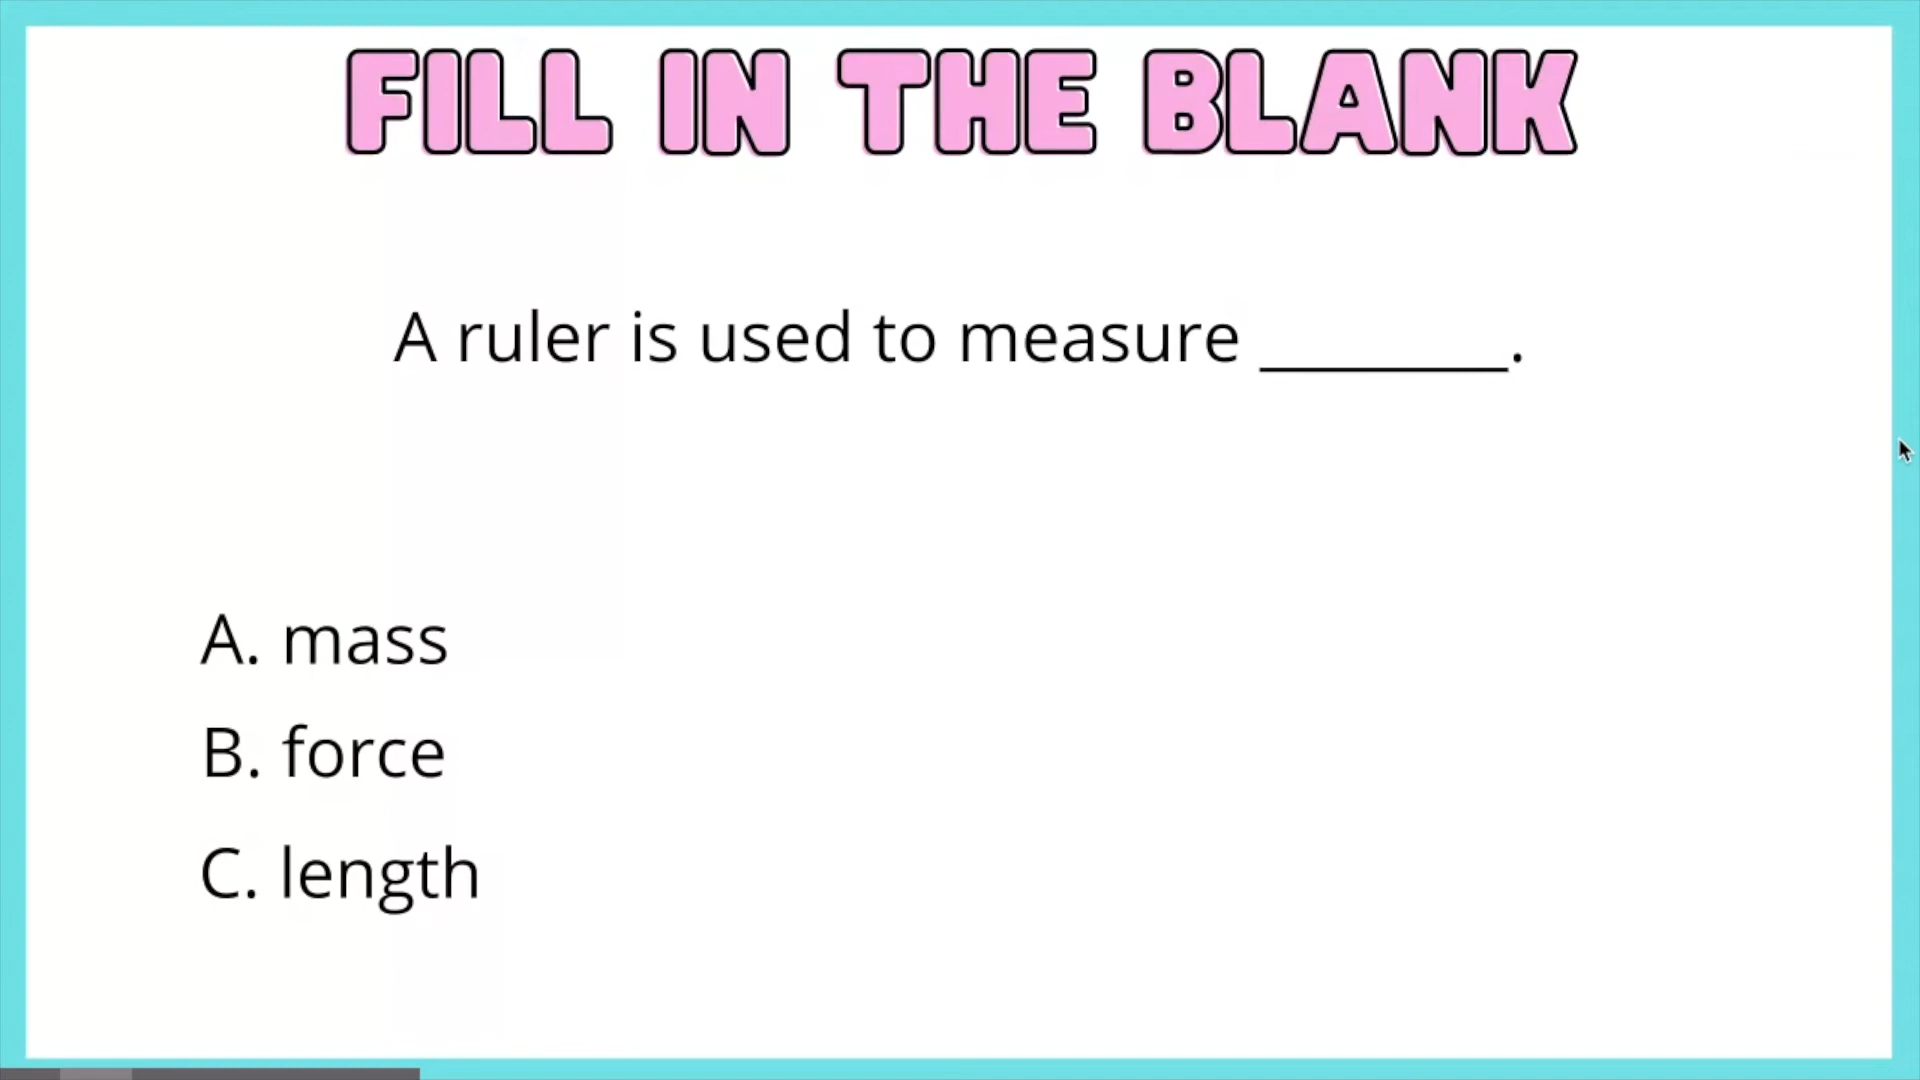 FILL IN THE BLANK
A ruler is used to measure ________.
A. mass
B. force
C. length